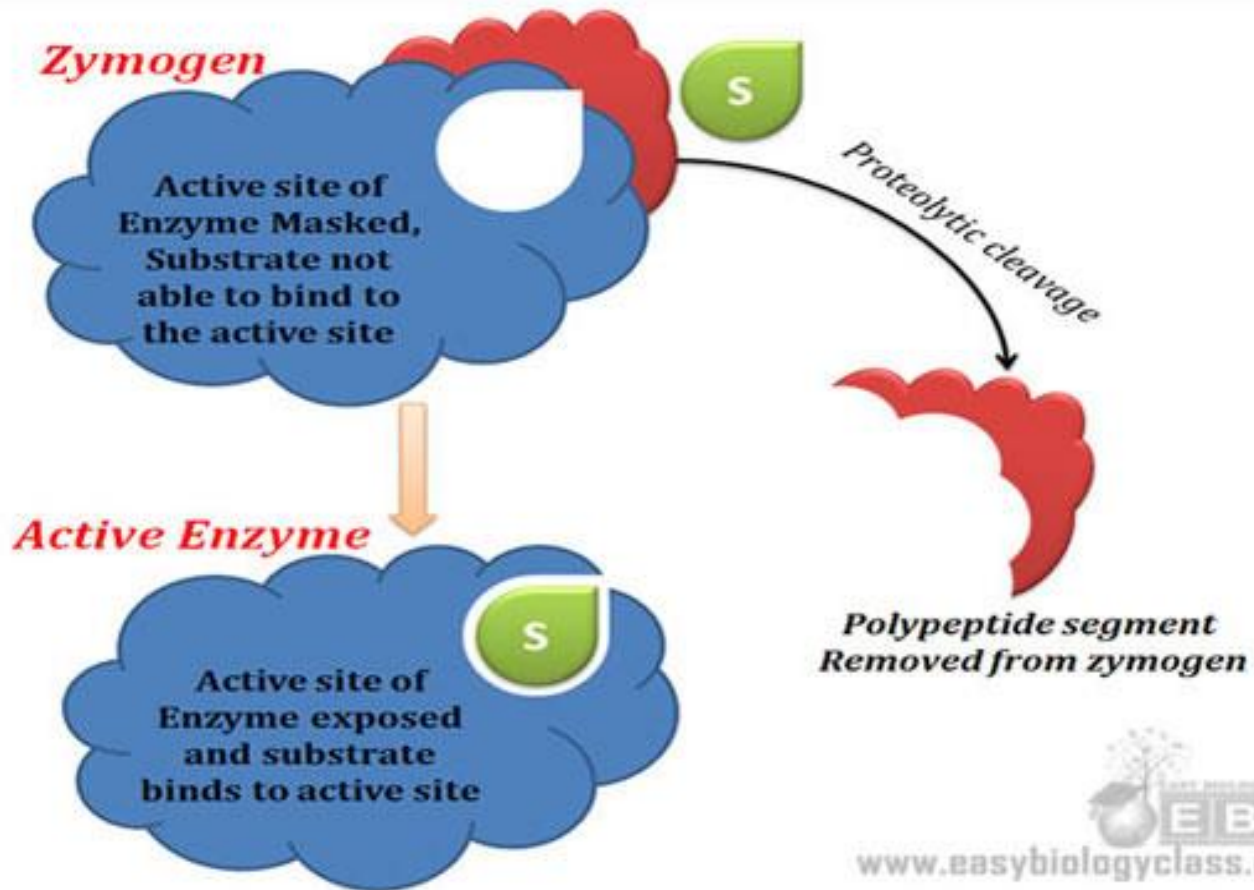 Zymogen
S
Active site of
Enzyme Masked,
Substrate not
able to bind to
the active site
Proteolytic cleavage
Active Enzyme
S
Active site of
Enzyme exposed
and substrate
binds to active site
Polypeptide segment
Removed from zymogen
EB
www.easybiologyclass.